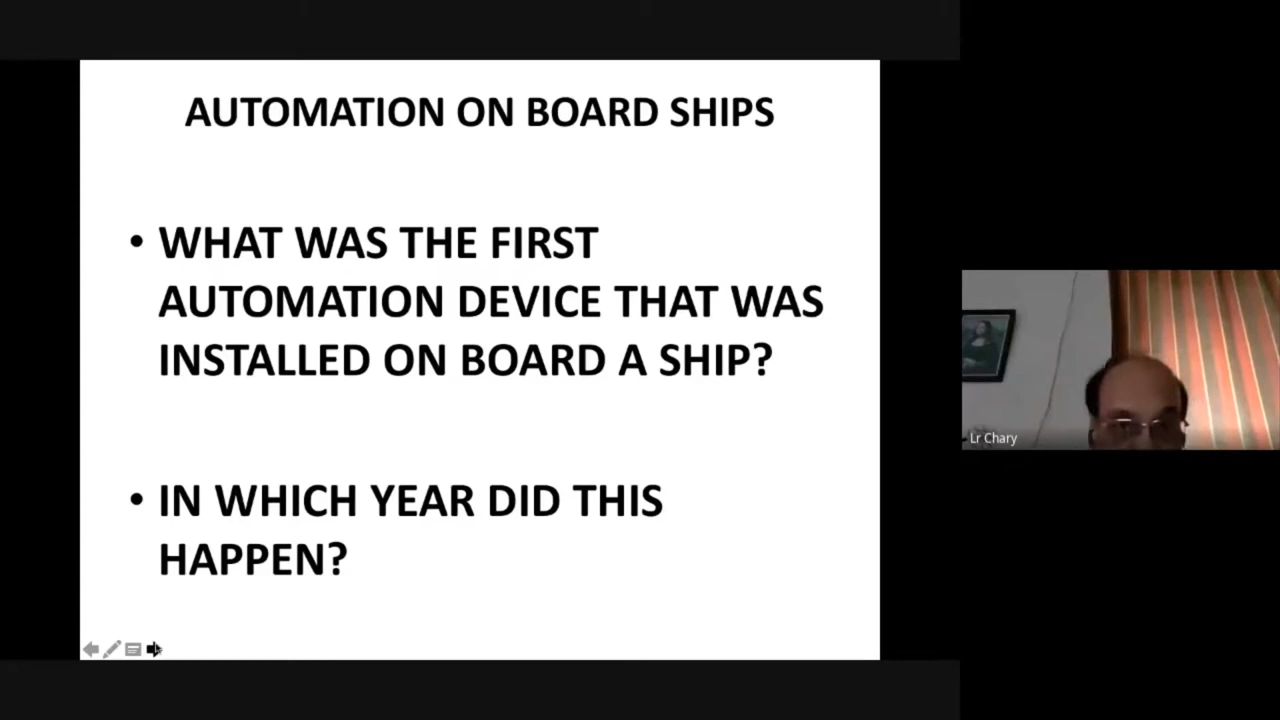 AUTOMATION ON BOARD SHIPS
• WHAT WAS THE FIRST
AUTOMATION DEVICE THAT WAS
INSTALLED ON BOARD A SHIP?
• IN WHICH YEAR DID THIS
HAPPEN?
Lr Chary